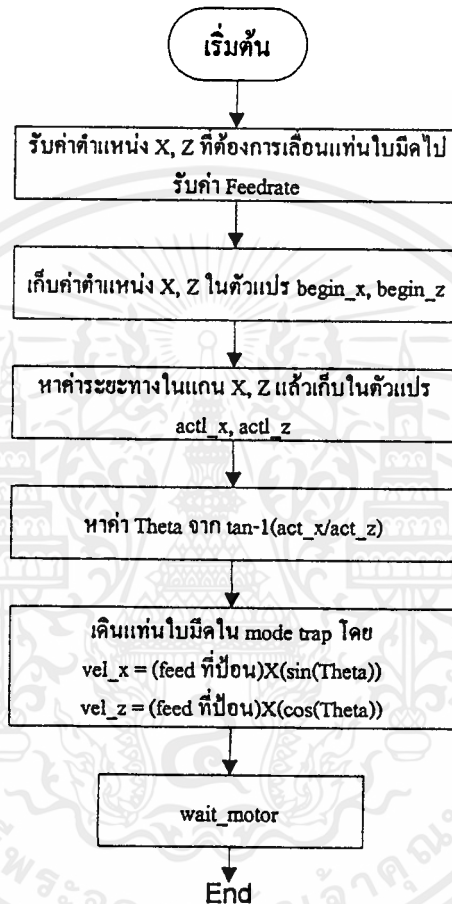 เริ่มต้น
รับค่าตำแหน่ง X, Z ที่ต้องการเลื่อนแท่นใบมีดไป
รับค่า Feedrate
เก็บค่าตำแหน่ง X, Z ในตัวแปร begin_x, begin_z
หาค่าระยะทางในแกน X, Z แล้วเก็บในตัวแปร
actl_x, actl_z
หาค่า Theta จาก tan-1(act_x/act_z)
เดินแท่นใบมีดใน mode trap โดย
vel_x = (feed ที่ป้อน)X(sin(Theta))
vel_z = (feed ที่ป้อน)X(cos(Theta))
wait_motor
End